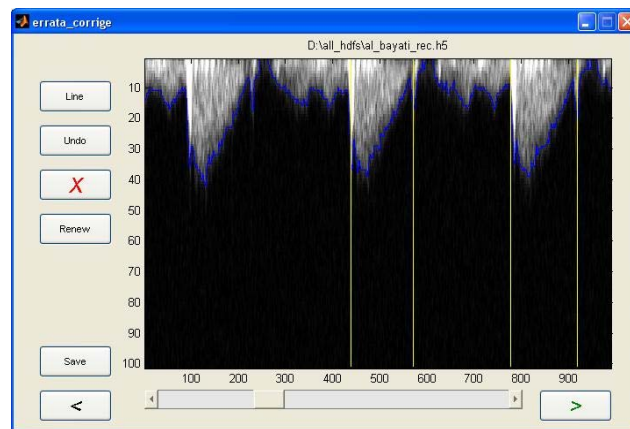 errata_corrige
D:\all_hdfs\al_bayati_rec.h5
Line
Undo
X
Renew
Save
<
>
10
20
30
40
50
60
70
80
90
100
100 200 300 400 500 600 700 800 900